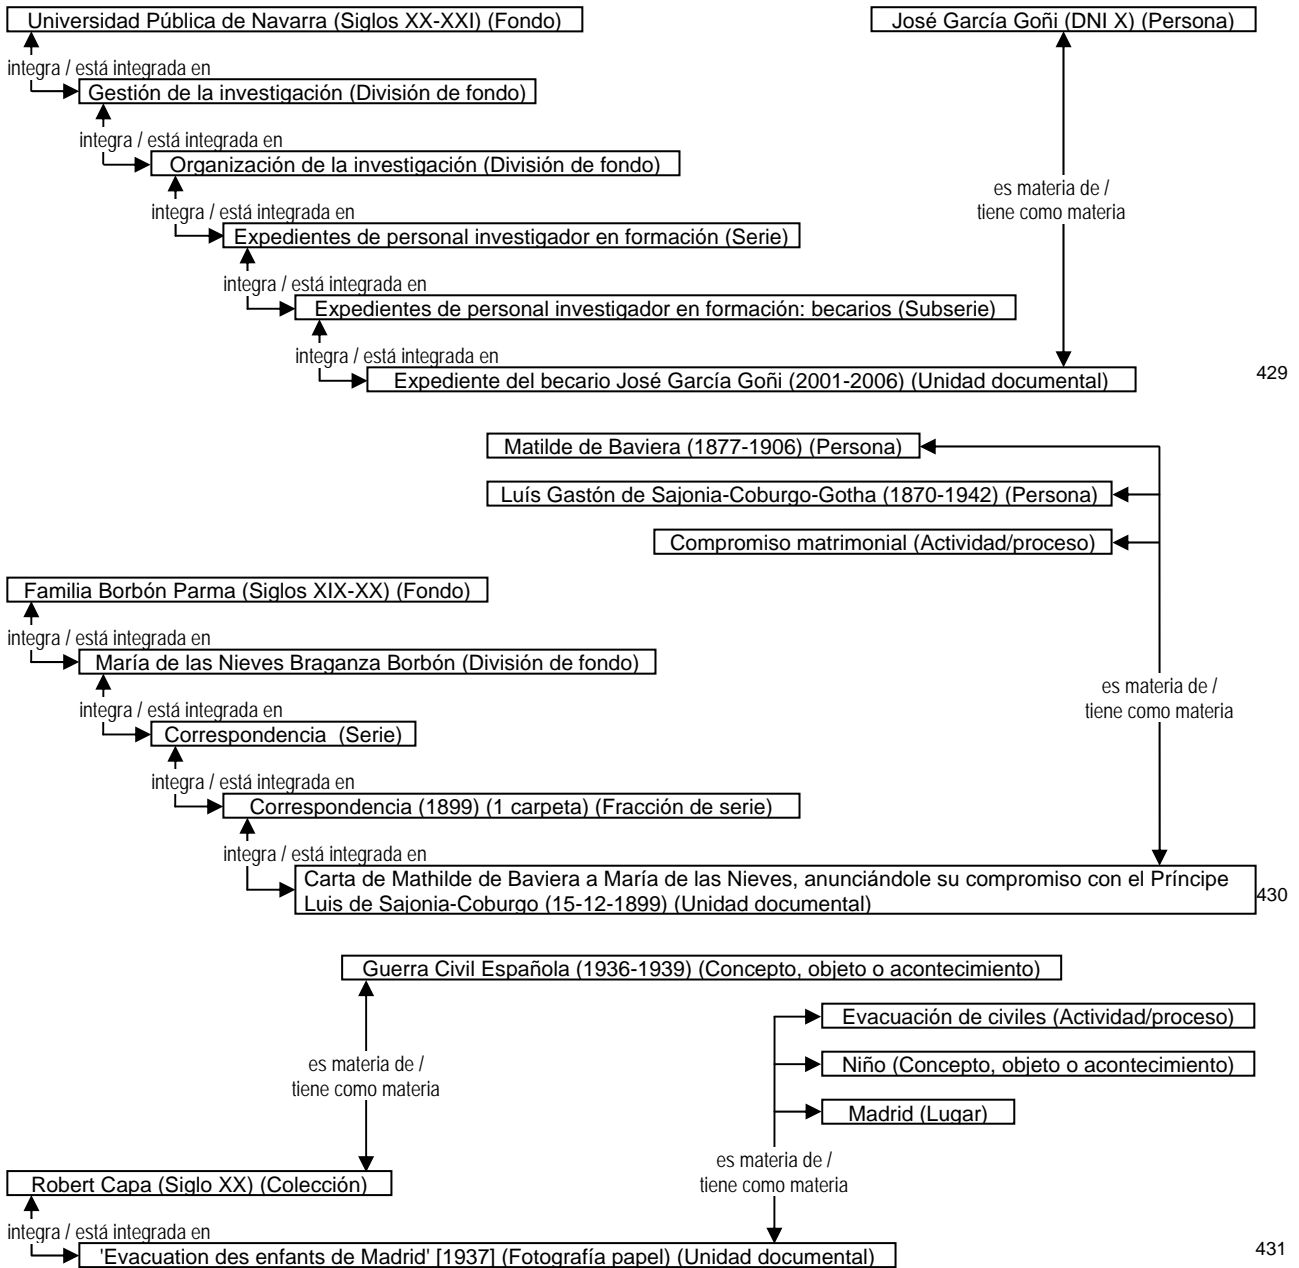 Universidad Pública de Navarra (Siglos XX-XXI) (Fondo)
José García Goñi (DNI X) (Persona)
integra / está integrada en
Gestión de la investigación (División de fondo)
integra / está integrada en
Organización de la investigación (División de fondo)
es materia de /
tiene como materia
integra / está integrada en
Expedientes de personal investigador en formación (Serie)
integra / está integrada en
Expedientes de personal investigador en formación: becarios (Subserie)
integra / está integrada en
Expediente del becario José García Goñi (2001-2006) (Unidad documental)
429
Matilde de Baviera (1877-1906) (Persona)
Luís Gastón de Sajonia-Coburgo-Gotha (1870-1942) (Persona)
Compromiso matrimonial (Actividad/proceso)
Familia Borbón Parma (Siglos XIX-XX) (Fondo)
integra / está integrada en
María de las Nieves Braganza Borbón (División de fondo)
es materia de /
tiene como materia
integra / está integrada en
Correspondencia  (Serie)
integra / está integrada en
Correspondencia (1899) (1 carpeta) (Fracción de serie)
integra / está integrada en
Carta de Mathilde de Baviera a María de las Nieves, anunciándole su compromiso con el Príncipe
Luis de Sajonia-Coburgo (15-12-1899) (Unidad documental)
430
Guerra Civil Española (1936-1939) (Concepto, objeto o acontecimiento)
Evacuación de civiles (Actividad/proceso)
es materia de /
tiene como materia
Niño (Concepto, objeto o acontecimiento)
Madrid (Lugar)
es materia de /
tiene como materia
Robert Capa (Siglo XX) (Colección)
integra / está integrada en
'Evacuation des enfants de Madrid' [1937] (Fotografía papel) (Unidad documental)
431